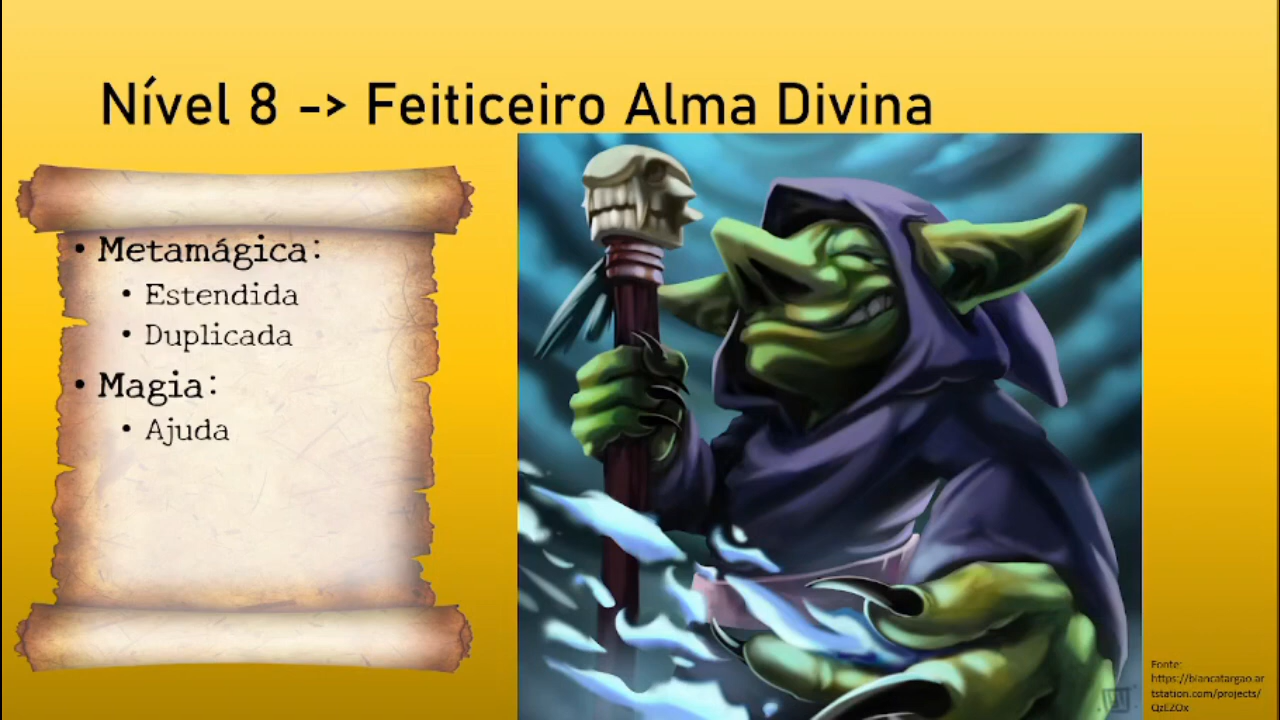 Nível 8 -> Feiticeiro Alma Divina
• Metamágica:
• Estendida
• Duplicada
• Magia:
• Ajuda
Fonte:
https://biancatargao.ar
tstation.com/projects/